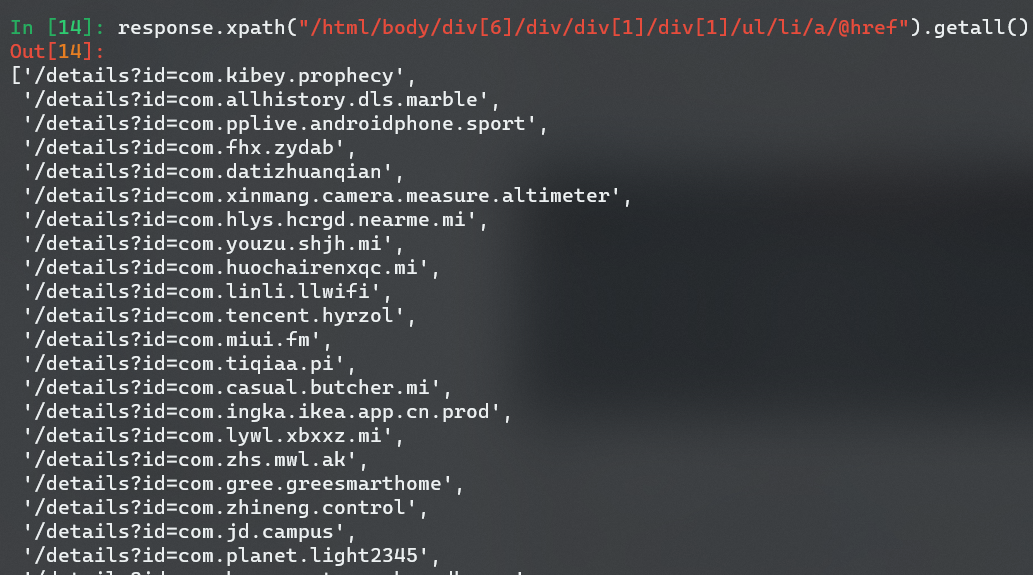 In [14]: response.xpath("/html/body/div[6]/div/div[1]/div[1]/ul/li/a/@href").getall()
Out[14]:
['/details?id=com.kibey.prophecy',
'/details?id=com.allhistory.dls.marble',
'/details?id=com.pplive.androidphone.sport',
'/details?id=com.fhx.zydab',
'/details?id=com.datizhuanqian',
'/details?id=com.xinmang.camera.measure.altimeter',
'/details?id=com.hlys.hcrgd.nearme.mi',
'/details?id=com.youzu.shjh.mi',
'/details?id=com.huochairenxqc.mi',
'/details?id=com.linli.llwifi',
'/details?id=com.tencent.hyrzol',
'/details?id=com.miui.fm',
'/details?id=com.tiqiaa.pi',
'/details?id=com.casual.butcher.mi',
'/details?id=com.ingka.ikea.app.cn.prod',
'/details?id=com.lywl.xbxxz.mi',
'/details?id=com.zhs.mwl.ak',
'/details?id=com.gree.greesmarthome',
'/details?id=com.zhineng.control',
'/details?id=com.jd.campus',
'/details?id=com.planet.light2345',